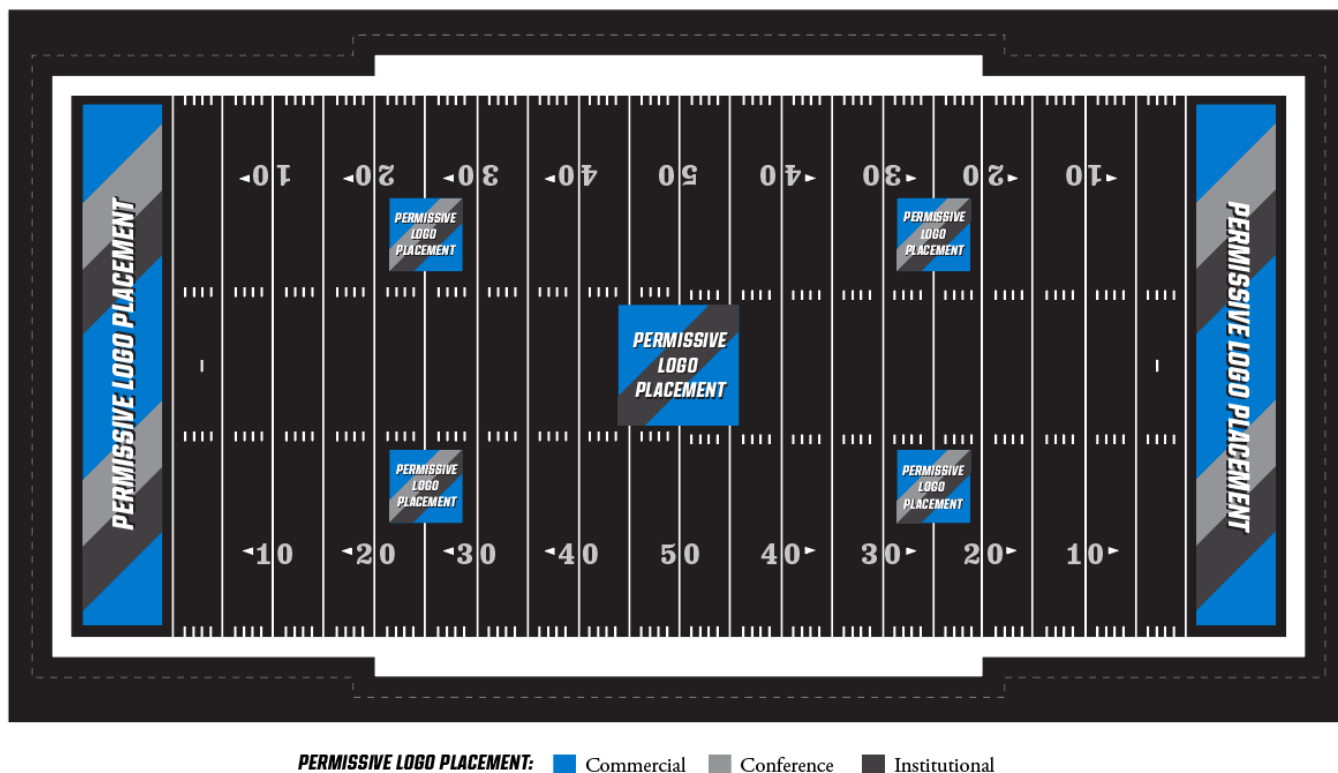 ◄10 ◄20 ◄30 ◄40 50 40► 30► 20► 10►
PERMISSIVE
LOGO
PLACEMENT
PERMISSIVE
LOGO
PLACEMENT
PERMISSIVE LOGO PLACEMENT
PERMISSIVE
LOGO
PLACEMENT
PERMISSIVE LOGO PLACEMENT
PERMISSIVE
LOGO
PLACEMENT
PERMISSIVE
LOGO
PLACEMENT
◄10 ◄20 ◄30 ◄40 50 40► 30► 20► 10►
PERMISSIVE LOGO PLACEMENT: Commercial Conference Institutional